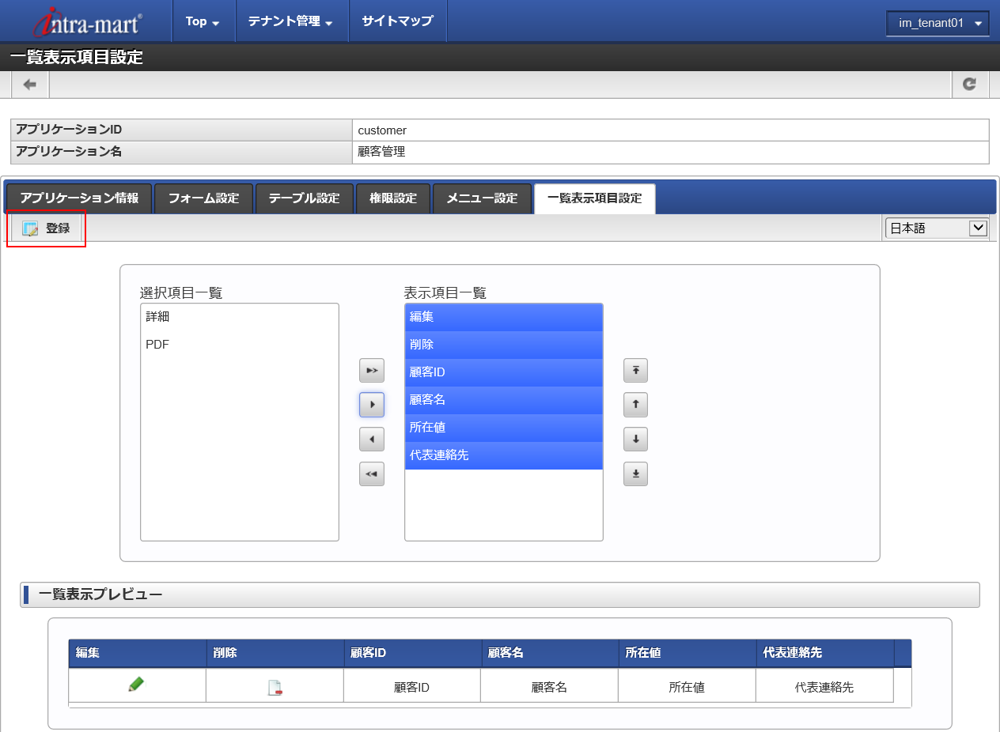 intra-mart®
Top
テナント管理
サイトマップ
im_tenant01
一覧表示項目設定
アプリケーションID customer
アプリケーション名 顧客管理
アプリケーション情報 フォーム設定 テーブル設定 権限設定 メニュー設定 一覧表示項目設定
登録 日本語
選択項目一覧
詳細
PDF
表示項目一覧
編集
削除
顧客ID
顧客名
所在値
代表連絡先
一覧表示プレビュー
編集 削除 顧客ID 顧客名 所在値 代表連絡先
顧客ID 顧客名 所在値 代表連絡先